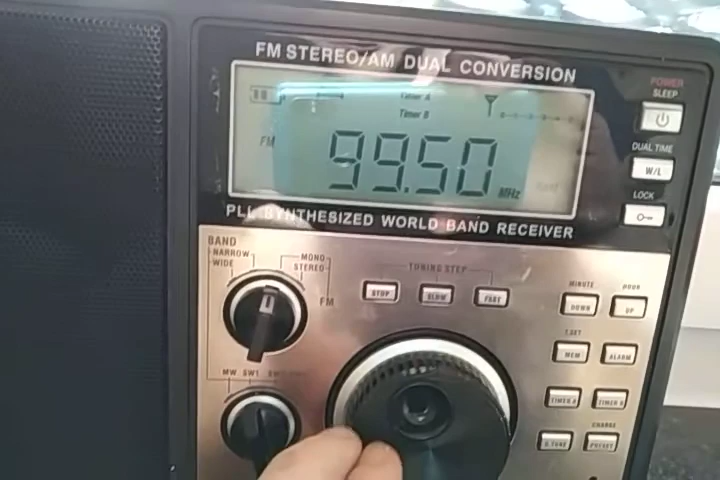 FM STEREO/AM DUAL CONVERSION
POWER
SLEEP
Timer A
Timer B
FM
99.50 MHz
DUAL TIME
W/L
LOCK
PLL SYNTHESIZED WORLD BAND RECEIVER
BAND
NARROW
WIDE
MONO
STEREO
FM
TUNING STEP
STOP
SLOW
FAST
MINUTE
HOUR
DOWN
UP
T.SET
MEM
ALARM
MW
SW1
TIMER A
TIMER B
CHARGE
PRESET